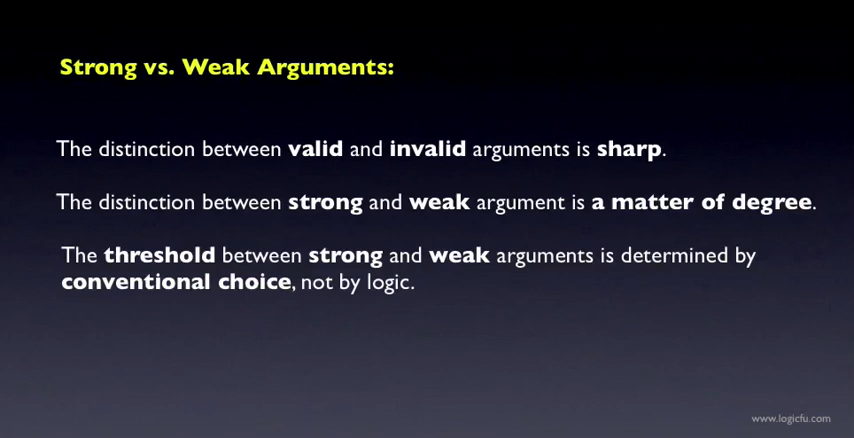 Strong vs. Weak Arguments:
The distinction between valid and invalid arguments is sharp.
The distinction between strong and weak argument is a matter of degree.
The threshold between strong and weak arguments is determined by
conventional choice, not by logic.
www.logicfu.com